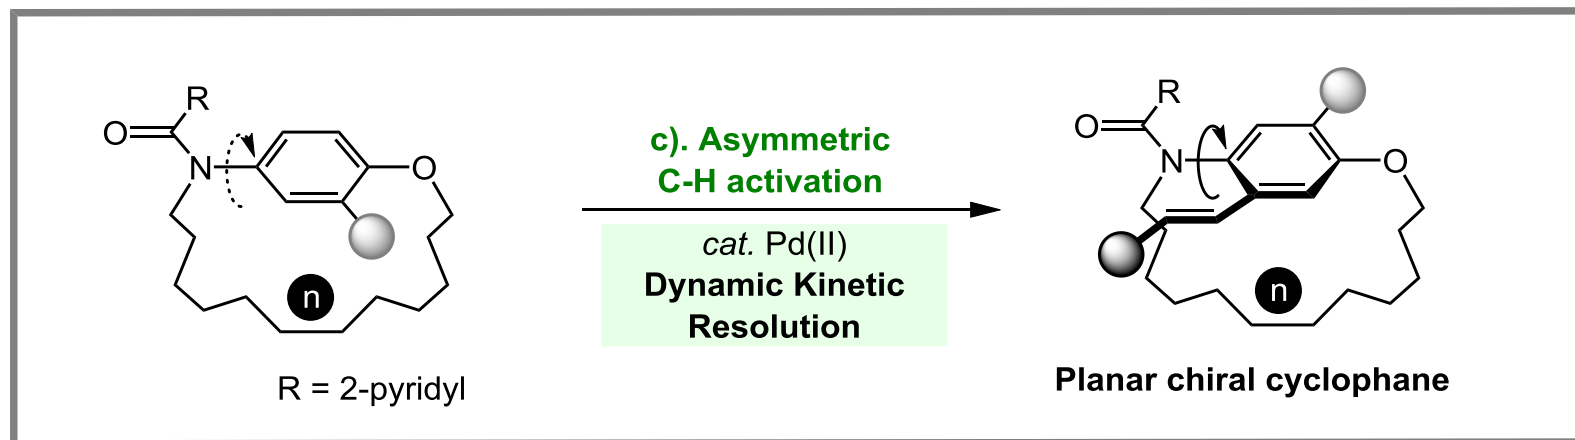 R
O
N
O
n
R = 2-pyridyl
c). Asymmetric
C-H activation
cat. Pd(II)
Dynamic Kinetic
Resolution
R
O
N
O
n
Planar chiral cyclophane